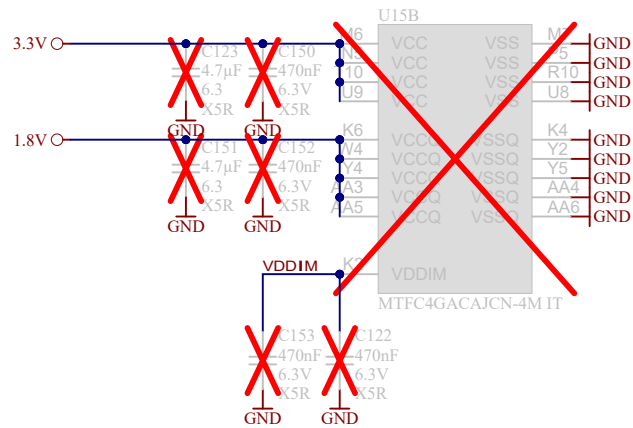 U15B
3.3V
C123
4.7µF
6.3
X5R
GND
C150
470nF
6.3V
X5R
GND
VCC
VCC
VCC
VCC
U9
VSS
VSS
VSS
VSS
R10
U8
GND
GND
GND
GND
1.8V
C151
4.7µF
6.3
X5R
GND
C152
470nF
6.3V
X5R
GND
K6
W4
Y4
AA3
AA5
VCCQ
VCCQ
VCCQ
VCCQ
VCCQ
VSSQ
VSSQ
VSSQ
VSSQ
VSSQ
K4
Y2
Y5
AA4
AA6
GND
GND
GND
GND
GND
VDDIM
VDDIM
MTFC4GACAJCN-4M IT
C153
470nF
6.3V
X5R
GND
C122
470nF
6.3V
X5R
GND